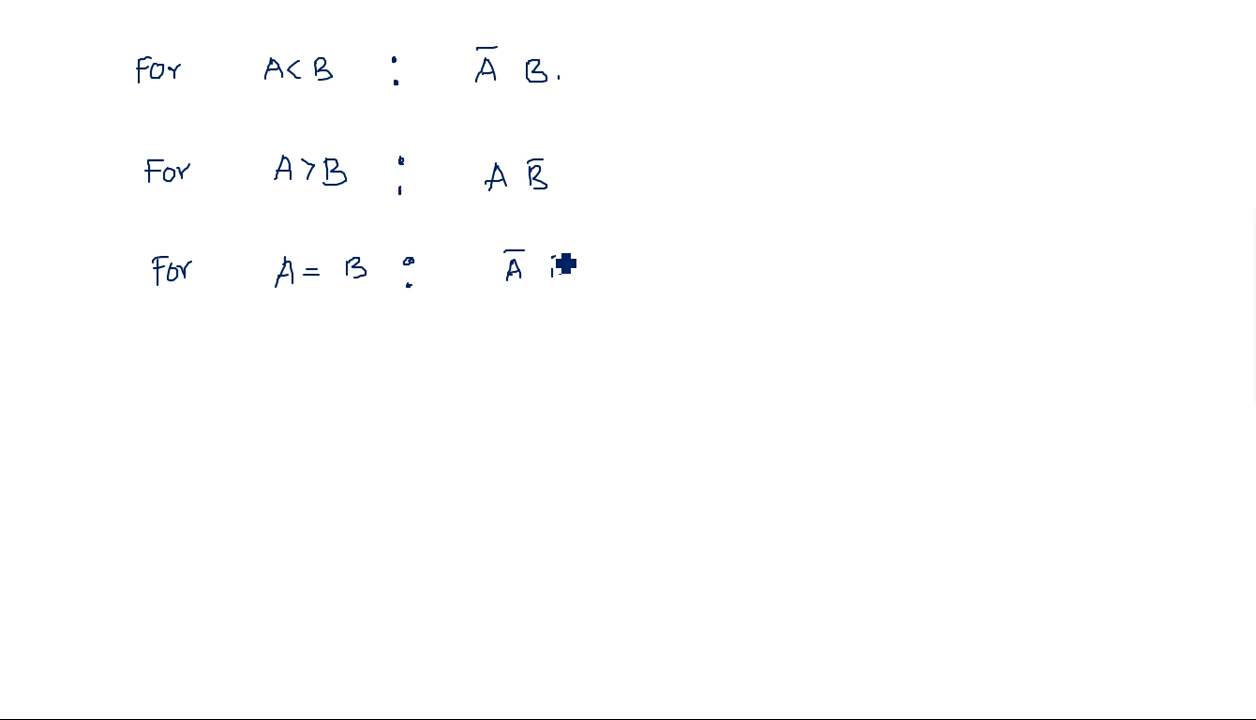 For A<B : A̅ B.
For A>B : A B̅
For A = B : A̅